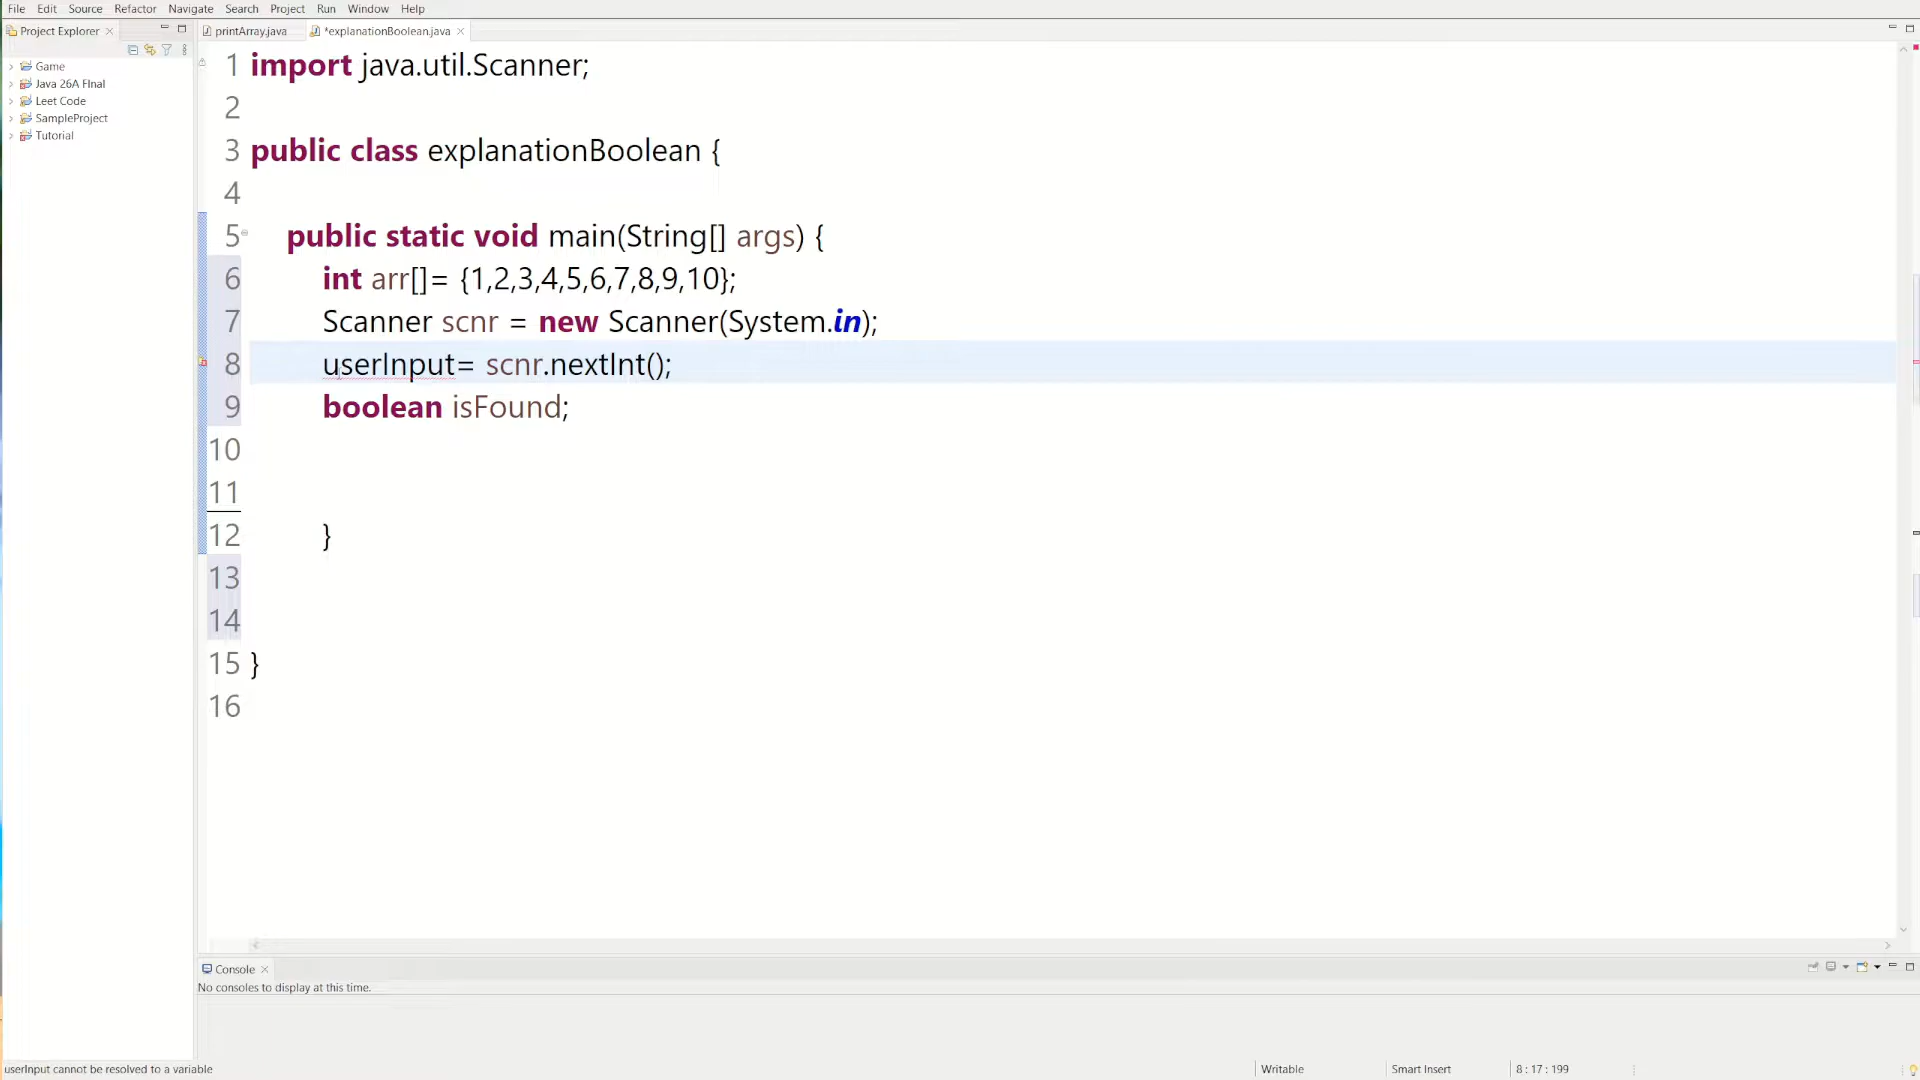 File Edit Source Refactor Navigate Search Project Run Window Help
Project Explorer
printArray.java
*explanationBoolean.java
Game
Java 26A FInal
Leet Code
SampleProject
Tutorial
1 import java.util.Scanner;
2
3 public class explanationBoolean {
4
5 public static void main(String[] args) {
6 int arr[]= {1,2,3,4,5,6,7,8,9,10};
7 Scanner scnr = new Scanner(System.in);
8 userInput= scnr.nextInt();
9 boolean isFound;
10
11
12 }
13
14
15 }
16
Console
No consoles to display at this time.
userInput cannot be resolved to a variable
Writable
Smart Insert
8 : 17 : 199